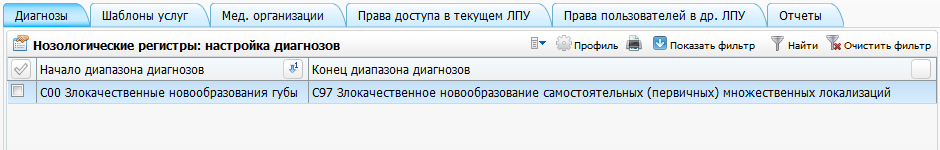 Диагнозы Шаблоны услуг Мед. организации Права доступа в текущем ЛПУ Права пользователей в др. ЛПУ Отчеты
Нозологические регистры: настройка диагнозов Профиль Показать фильтр Найти Очистить фильтр
Начало диапазона диагнозов Конец диапазона диагнозов
C00 Злокачественные новообразования губы C97 Злокачественное новообразование самостоятельных (первичных) множественных локализаций